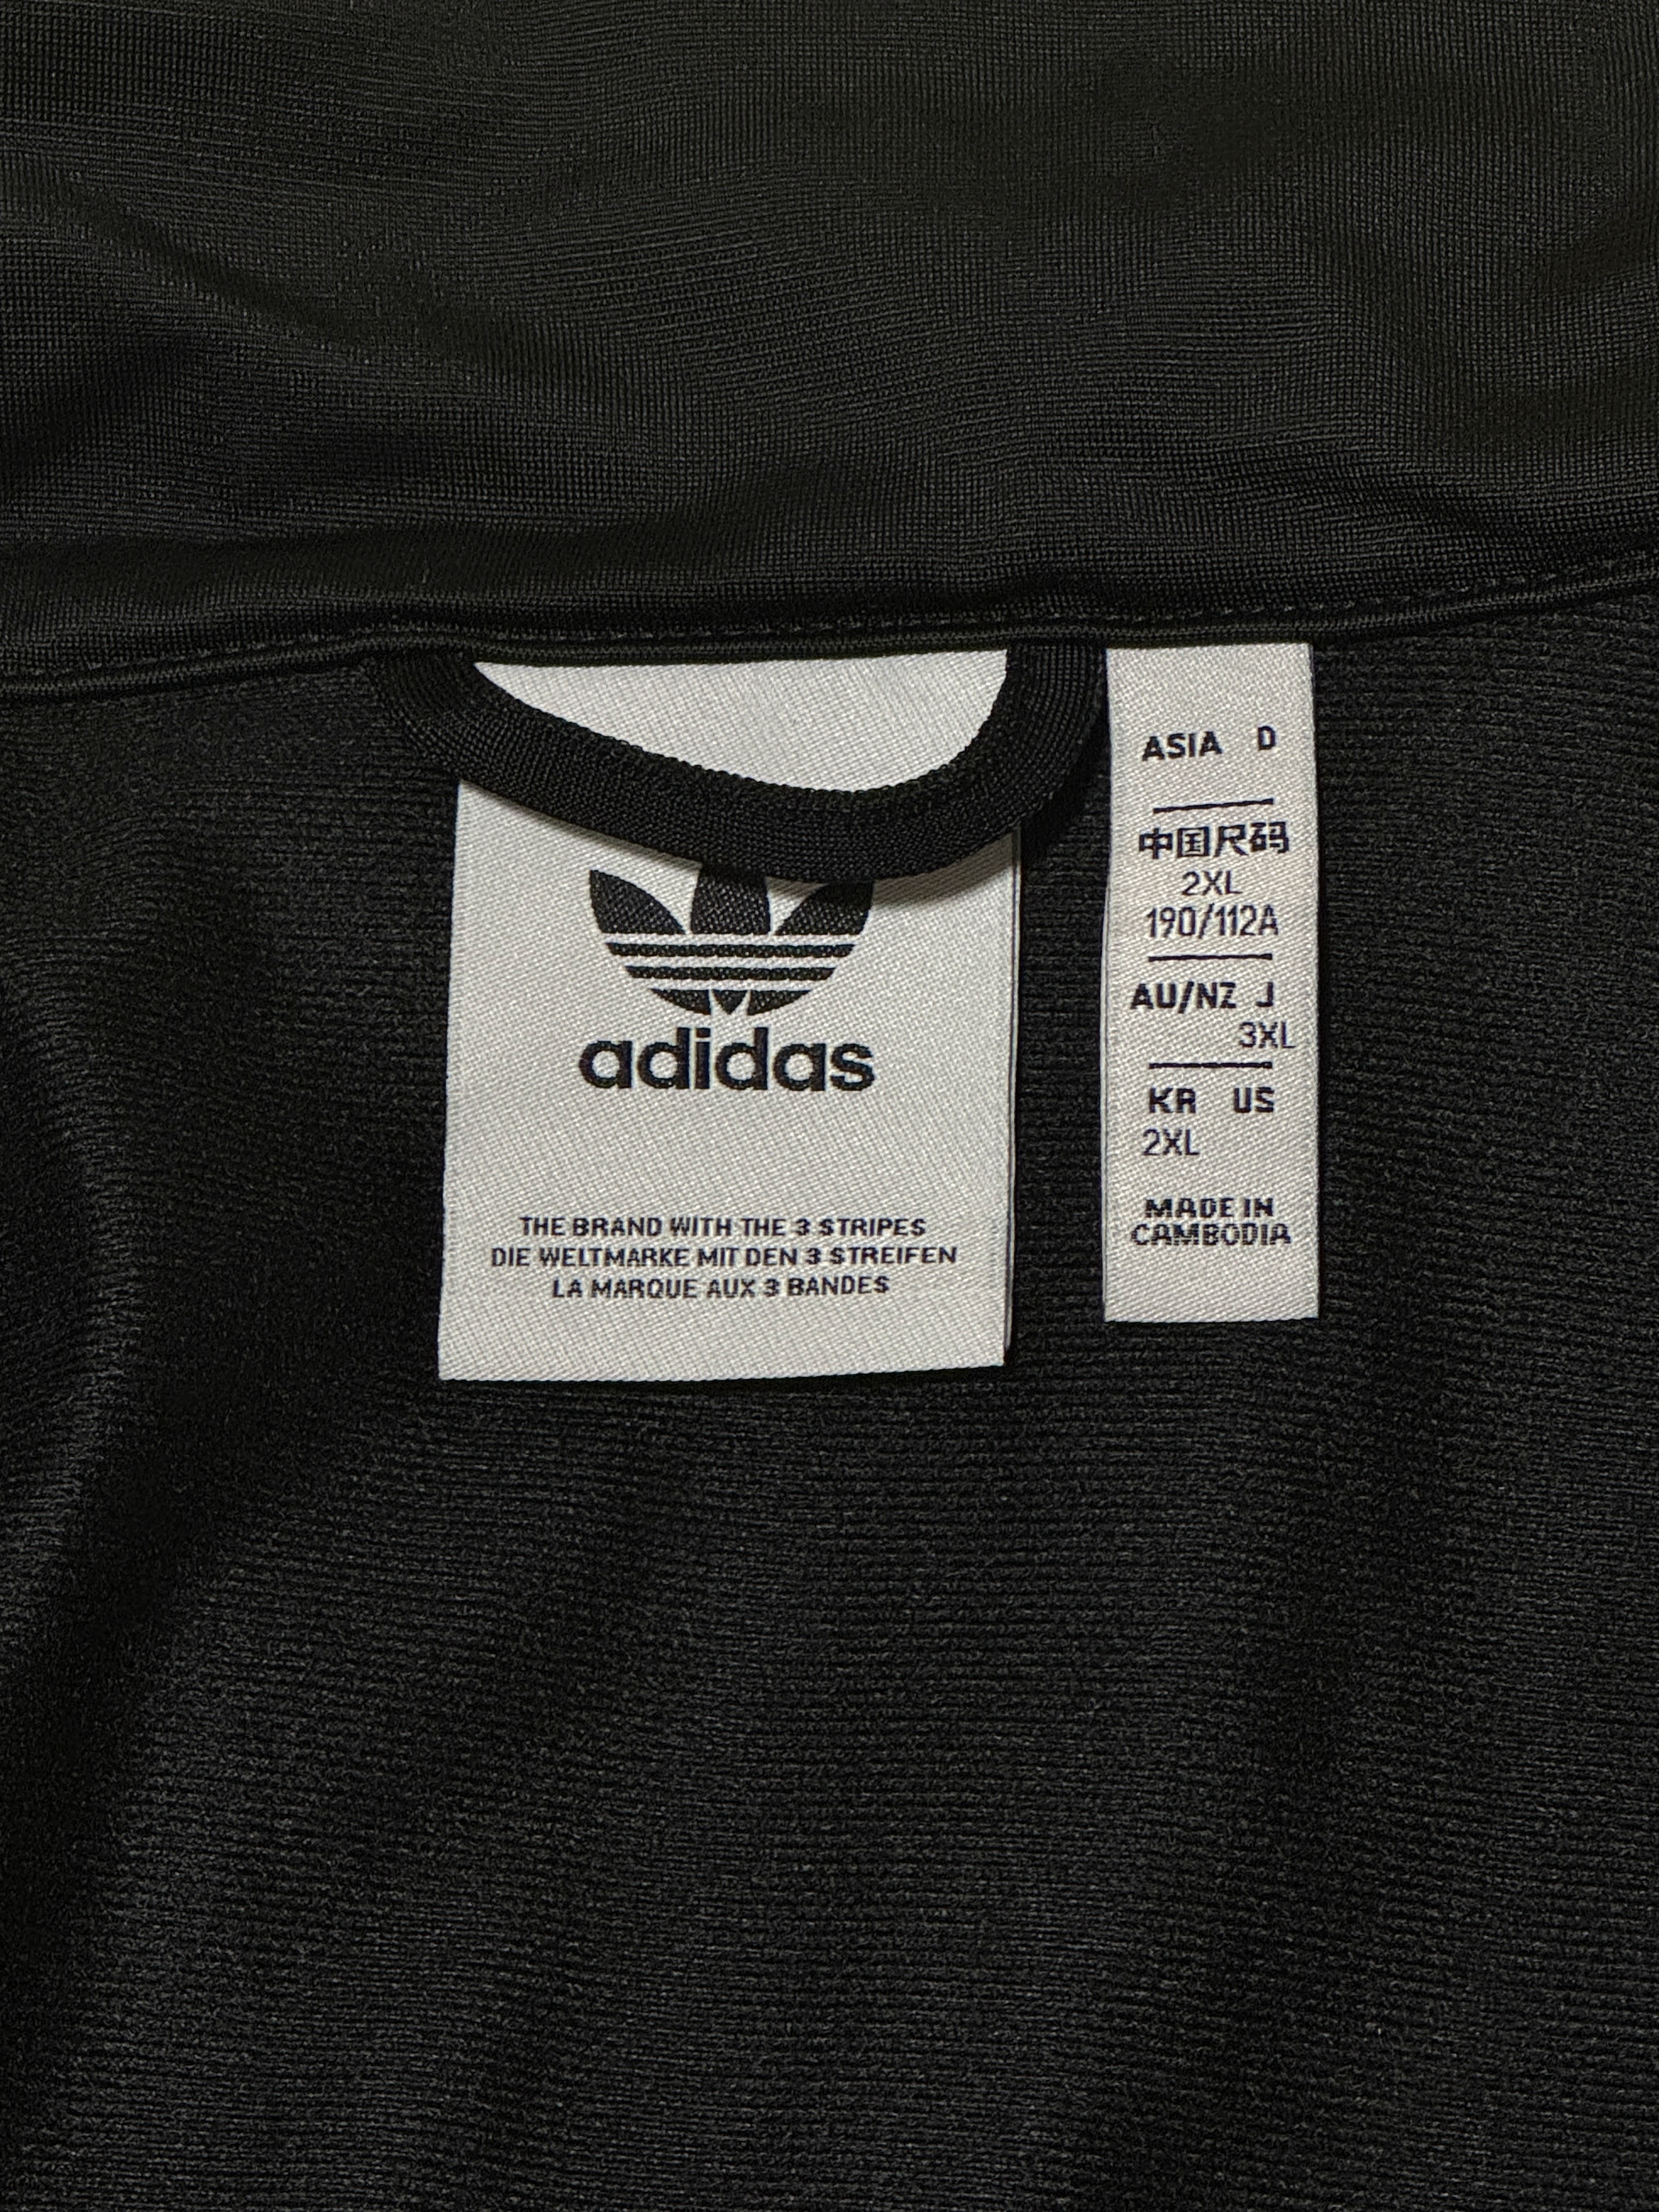 adidas
THE BRAND WITH THE 3 STRIPES
DIE WELTMARKE MIT DEN 3 STREIFEN
LA MARQUE AUX 3 BANDES
ASIA D
中国尺码
2XL
190/112A
AU/NZ J
3XL
KR US
2XL
MADE IN
CAMBODIA